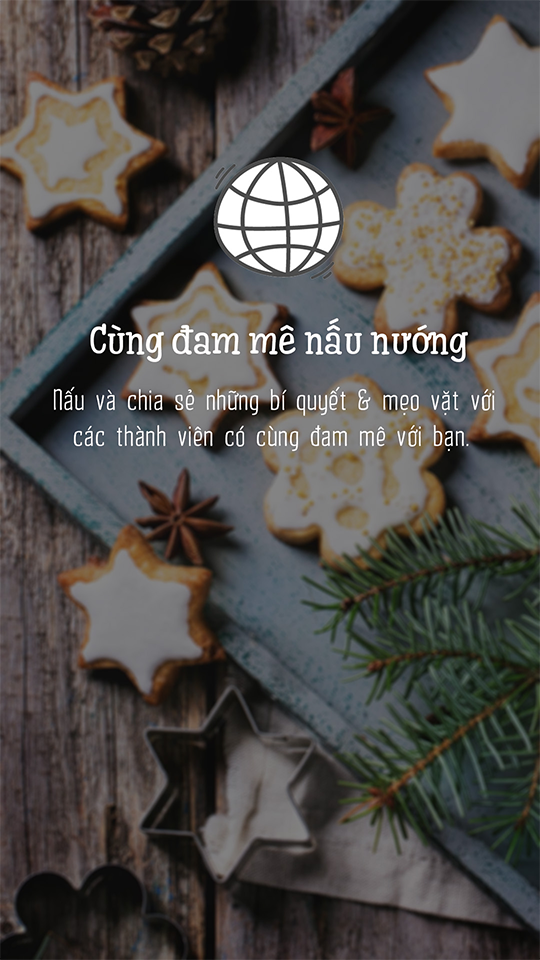 Cùng đam mê nấu nướng
Nấu và chia sẻ những bí quyết & mẹo vặt với
các thành viên có cùng đam mê với bạn.